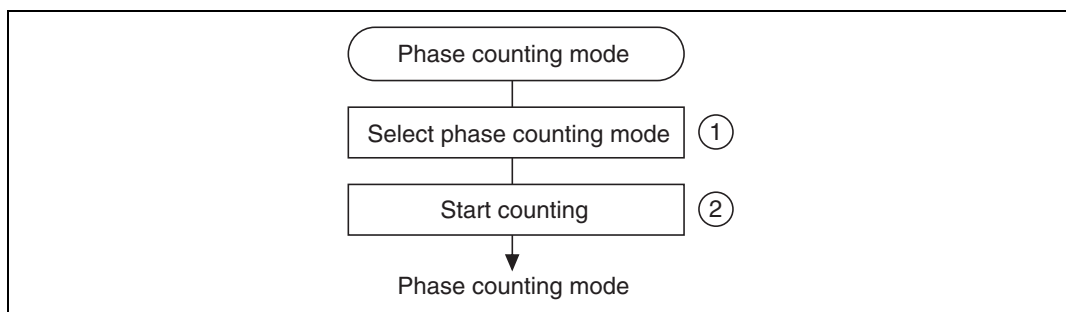 Phase counting mode
Select phase counting mode 1
Start counting 2
Phase counting mode